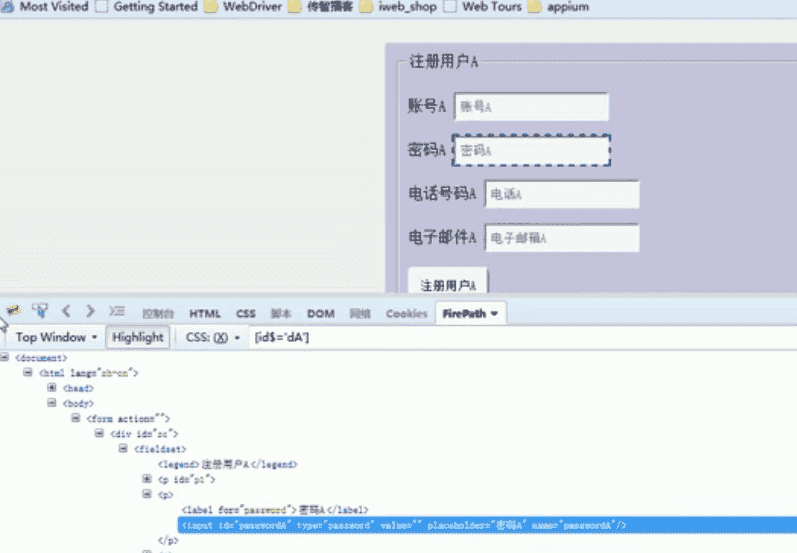 Most Visited Getting Started WebDriver 传智播客 iweb_shop Web Tours appium
注册用户A
账号A 账号A
密码A 密码A
电话号码A 电话A
电子邮件A 电子邮箱A
注册用户A
控制台 HTML CSS 脚本 DOM 网络 Cookies FirePath
Top Window Highlight CSS: (X) [id$='dA']
<document>
<html lang="zh-cn">
<head>
<body>
<form action="">
<div id="zc">
<fieldset>
<legend>注册用户A</legend>
<p id="p1">
<p>
<label for="password">密码A</label>
<input id="passwordA" type="password" value="" placeholder="密码A" name="passwordA"/>
</p>